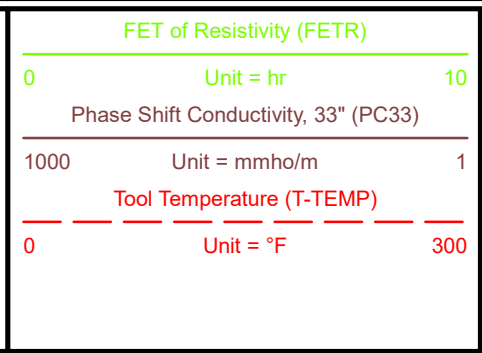 FET of Resistivity (FETR)
0 Unit = hr 10
Phase Shift Conductivity, 33" (PC33)
1000 Unit = mmho/m 1
Tool Temperature (T-TEMP)
0 Unit = °F 300